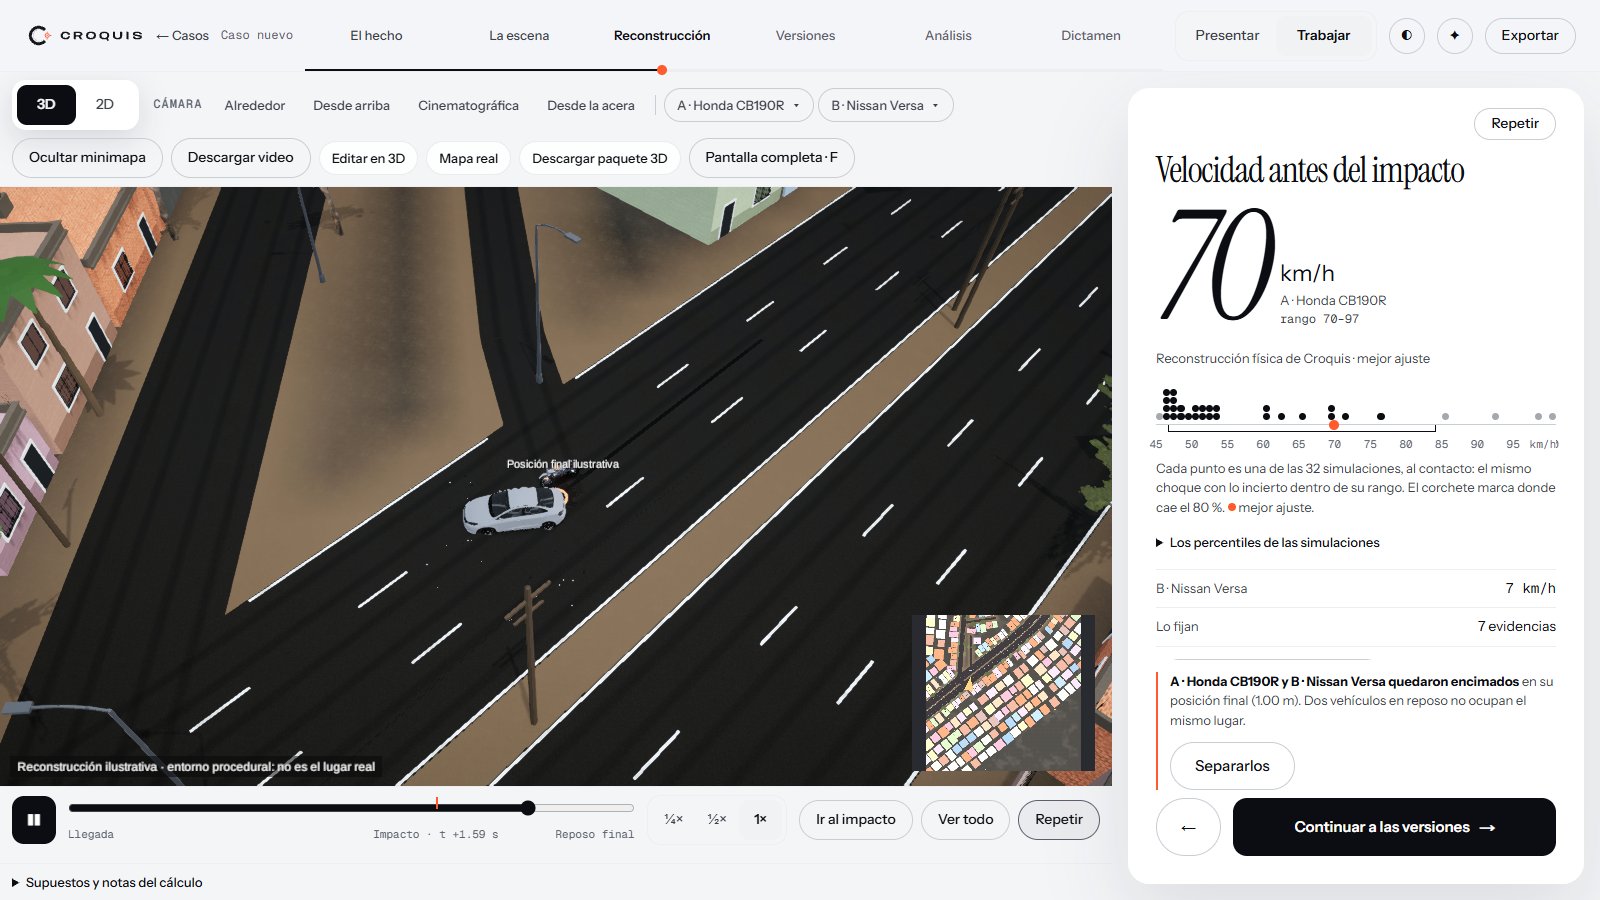 CROQUIS
← Casos
Caso nuevo
El hecho
La escena
Reconstrucción
Versiones
Análisis
Dictamen
Presentar
Trabajar
Exportar
3D
2D
CÁMARA
Alrededor
Desde arriba
Cinematográfica
Desde la acera
A · Honda CB190R
B · Nissan Versa
Ocultar minimapa
Descargar video
Editar en 3D
Mapa real
Descargar paquete 3D
Pantalla completa · F
Posición final ilustrativa
Reconstrucción ilustrativa - entorno procedural: no es el lugar real
Llegada
Impacto · t +1.59 s
Reposo final
¼×
½×
1×
Ir al impacto
Ver todo
Repetir
Supuestos y notas del cálculo
Repetir
Velocidad antes del impacto
70
km/h
A · Honda CB190R
rango 70–97
Reconstrucción física de Croquis · mejor ajuste
45 50 55 60 65 70 75 80 85 90 95 km/h
Cada punto es una de las 32 simulaciones, al contacto: el mismo
choque con lo incierto dentro de su rango. El corchete marca donde
cae el 80 %. mejor ajuste.
Los percentiles de las simulaciones
B · Nissan Versa 7 km/h
Lo fijan 7 evidencias
A · Honda CB190R y B · Nissan Versa quedaron encimados en su
posición final (1.00 m). Dos vehículos en reposo no ocupan el
mismo lugar.
Separarlos
←
Continuar a las versiones →